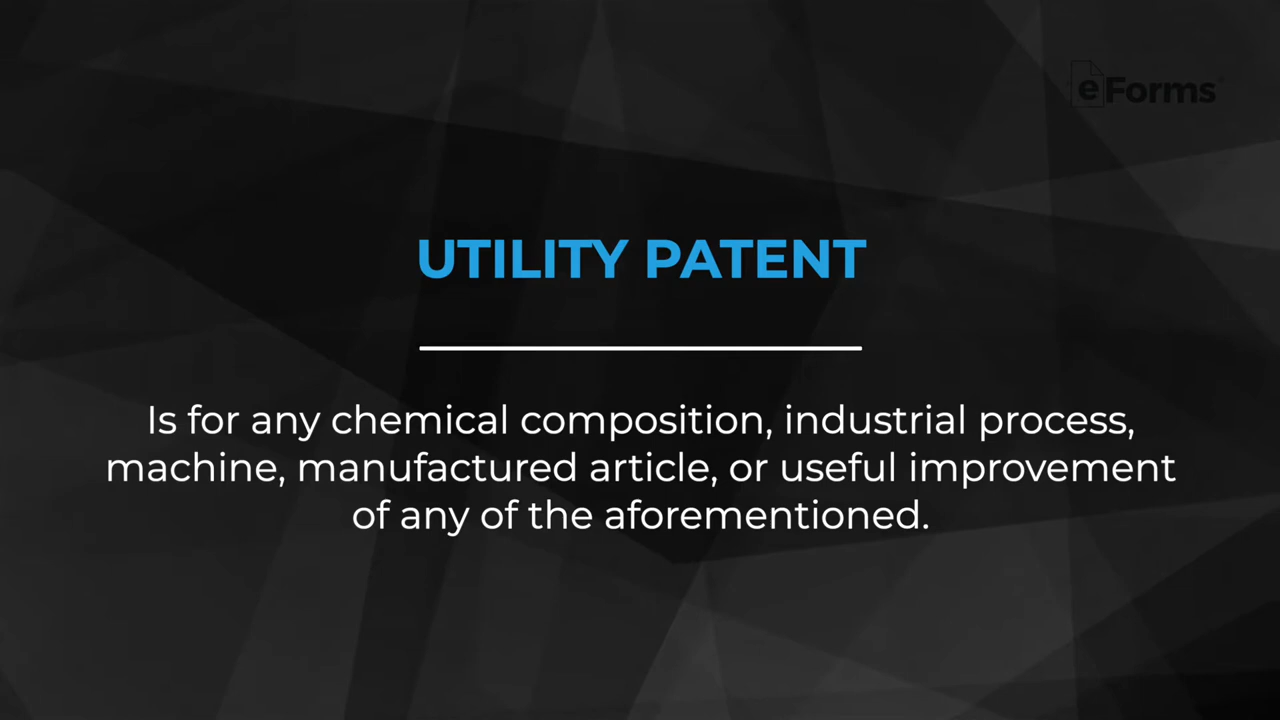 eForms
UTILITY PATENT
Is for any chemical composition, industrial process,
machine, manufactured article, or useful improvement
of any of the aforementioned.